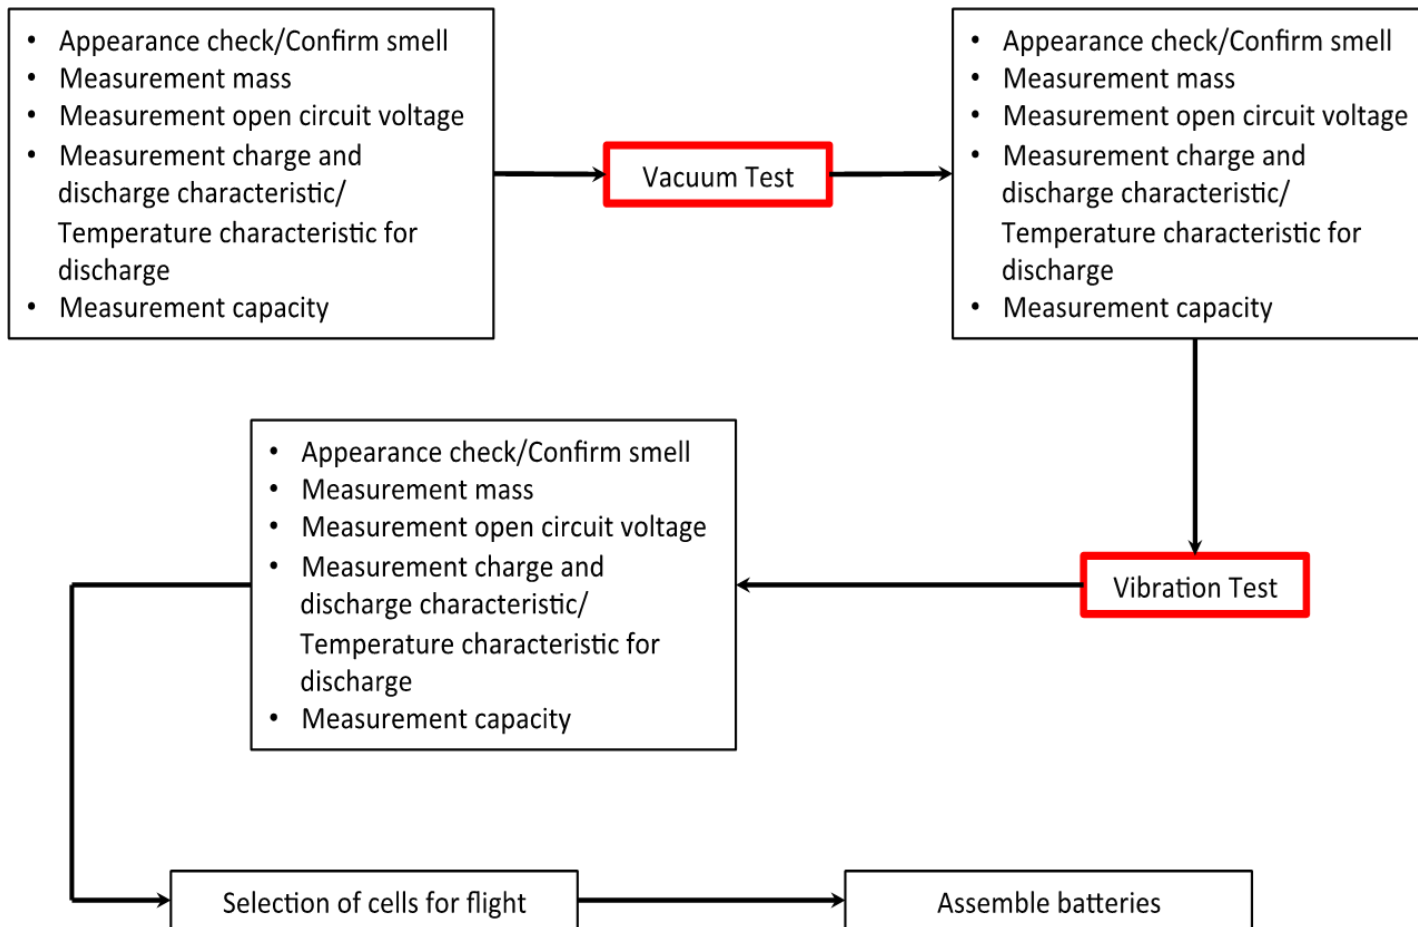 • Appearance check/Confirm smell
• Measurement mass
• Measurement open circuit voltage
• Measurement charge and
discharge characteristic/
Temperature characteristic for
discharge
• Measurement capacity
Vacuum Test
• Appearance check/Confirm smell
• Measurement mass
• Measurement open circuit voltage
• Measurement charge and
discharge characteristic/
Temperature characteristic for
discharge
• Measurement capacity
Vibration Test
• Appearance check/Confirm smell
• Measurement mass
• Measurement open circuit voltage
• Measurement charge and
discharge characteristic/
Temperature characteristic for
discharge
• Measurement capacity
Selection of cells for flight
Assemble batteries